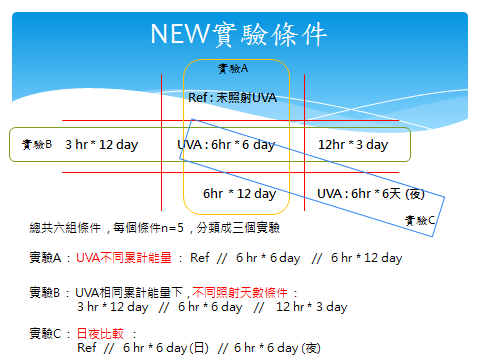 NEW實驗條件
實驗A
Ref : 未照射UVA
實驗B 3 hr * 12 day UVA : 6hr * 6 day 12hr * 3 day
6hr * 12 day UVA : 6hr * 6天 (夜)
實驗C
總共六組條件 , 每個條件n=5 , 分類成三個實驗
實驗A : UVA不同累計能量 : Ref // 6 hr * 6 day // 6 hr * 12 day
實驗B : UVA相同累計能量下 , 不同照射天數條件 :
3 hr * 12 day // 6 hr * 6 day // 12 hr * 3 day
實驗C : 日夜比較 :
Ref // 6 hr * 6 day (日) // 6 hr * 6 day (夜)